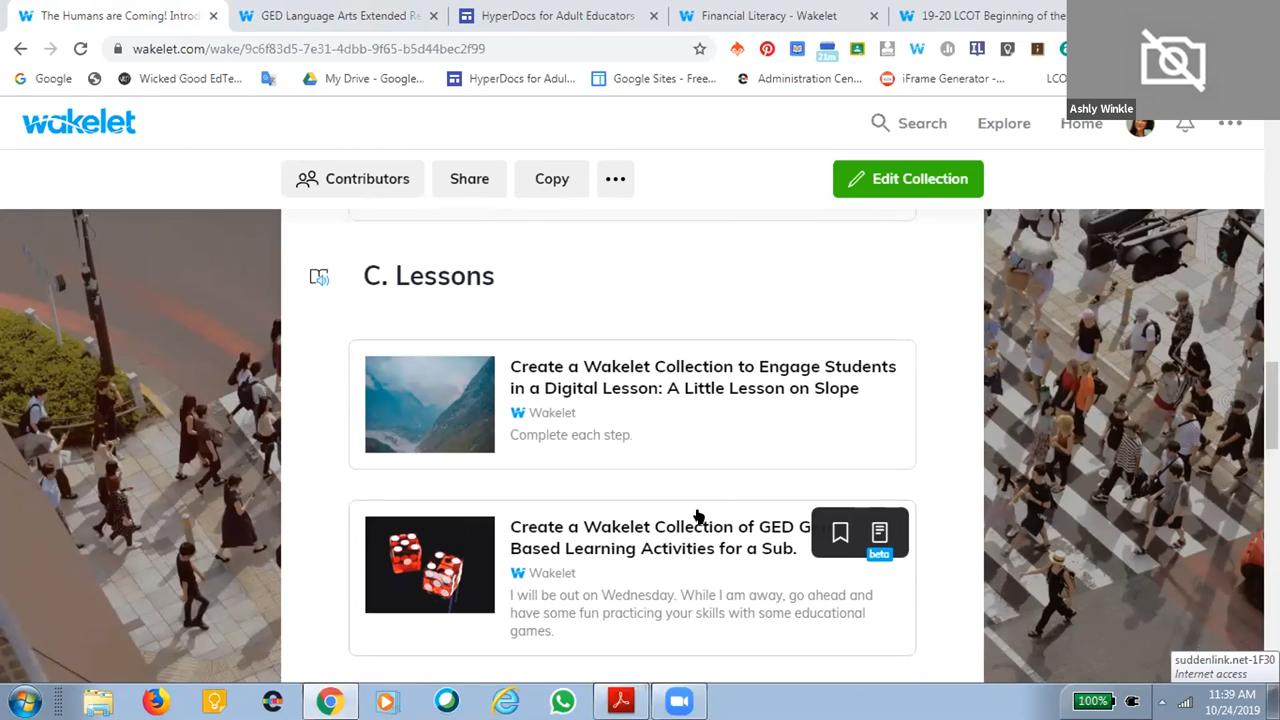 The Humans are Coming! Introd
GED Language Arts Extended Re
HyperDocs for Adult Educators
Financial Literacy - Wakelet
19-20 LCOT Beginning of the
wakelet.com/wake/9c6f83d5-7e31-4dbb-9f65-b5d44bec2f99
21m
IL
Google
Wicked Good EdTe...
My Drive - Google...
HyperDocs for Adul...
Google Sites - Free...
Administration Cen...
iFrame Generator -...
LCO
Ashly Winkle
wakelet
Search
Explore
Home
Contributors
Share
Copy
Edit Collection
C. Lessons
Create a Wakelet Collection to Engage Students
in a Digital Lesson: A Little Lesson on Slope
Wakelet
Complete each step.
Create a Wakelet Collection of GED G
Based Learning Activities for a Sub.
beta
Wakelet
I will be out on Wednesday. While I am away, go ahead and
have some fun practicing your skills with some educational
games.
suddenlink.net-1F30
Internet access
100%
11:39 AM
10/24/2019